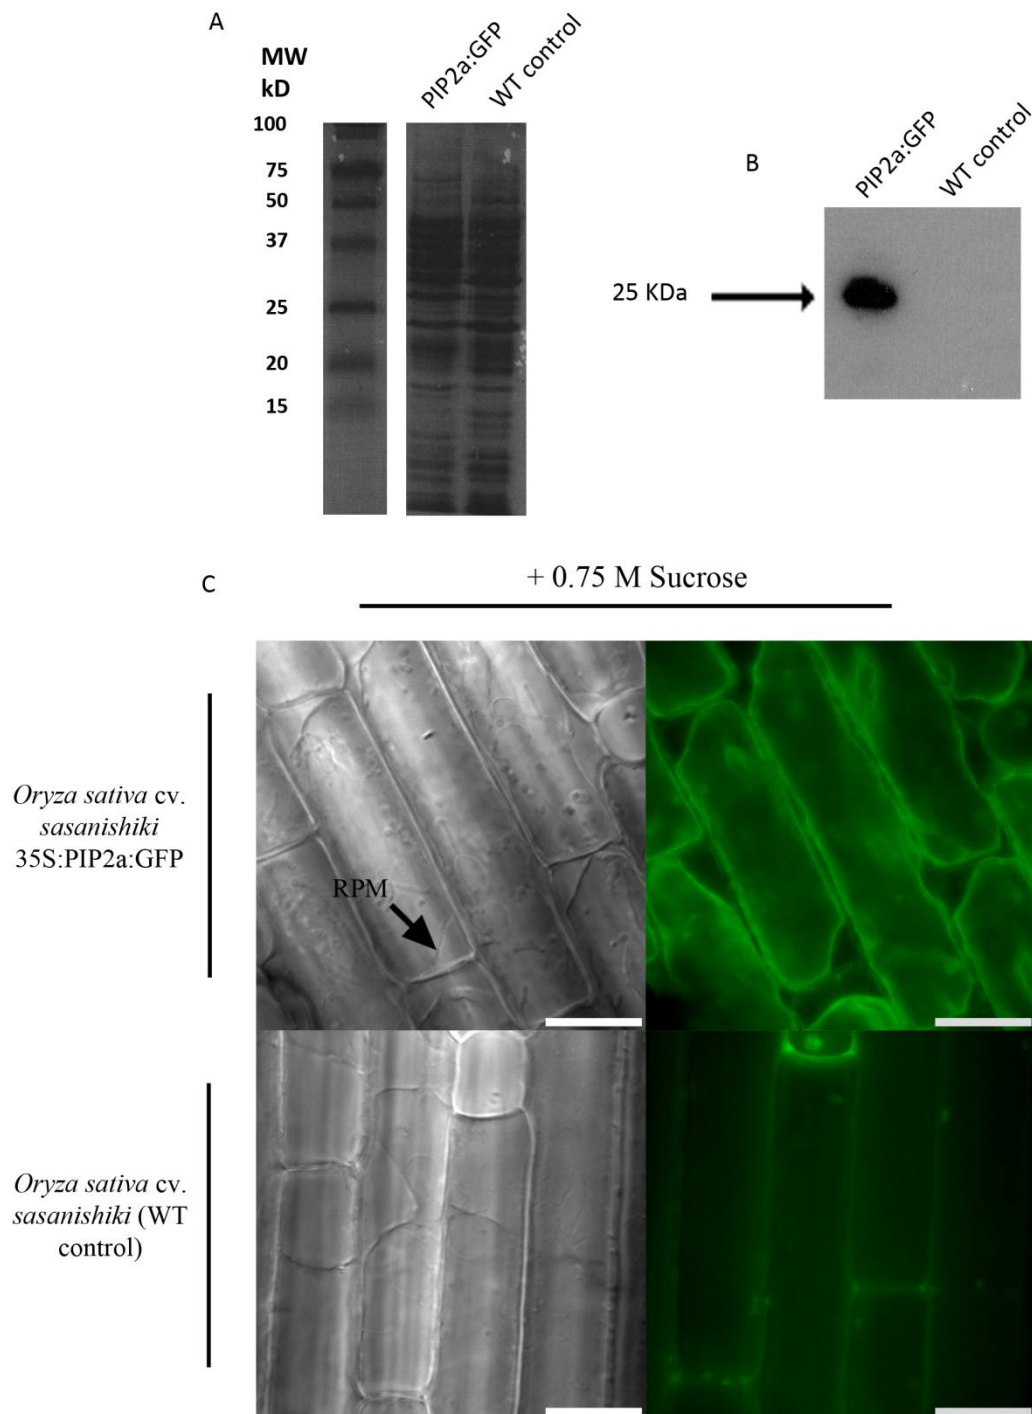 A
MW
kD
PIP2a:GFP
WT control
100
75
50
37
25
20
15
B
PIP2a:GFP
WT control
25 KDa
C
+ 0.75 M Sucrose
Oryza sativa cv.
sasanishiki
35S:PIP2a:GFP
RPM
Oryza sativa cv.
sasanishiki (WT
control)